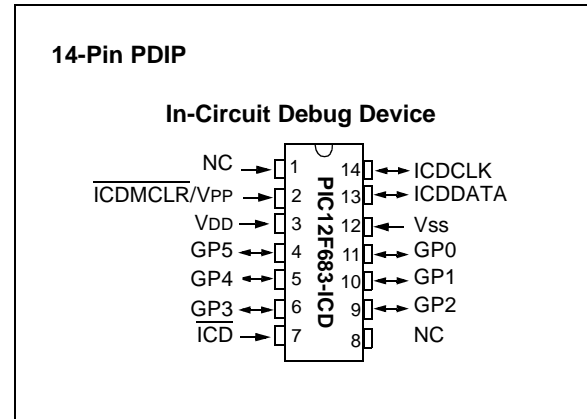 14-Pin PDIP
In-Circuit Debug Device
NC 1 14 ICDCLK
ICDMCLR/VPP 2 13 ICDDATA
VDD 3 12 Vss
GP5 4 11 GP0
GP4 5 10 GP1
GP3 6 9 GP2
ICD 7 8 NC
PIC12F683-ICD